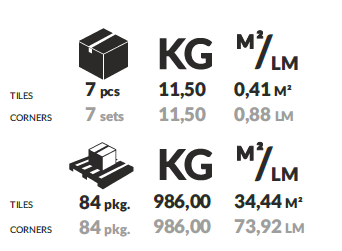 KG M²/LM
TILES 7 pcs 11,50 0,41 M²
CORNERS 7 sets 11,50 0,88 LM
KG M²/LM
TILES 84 pkg. 986,00 34,44 M²
CORNERS 84 pkg. 986,00 73,92 LM